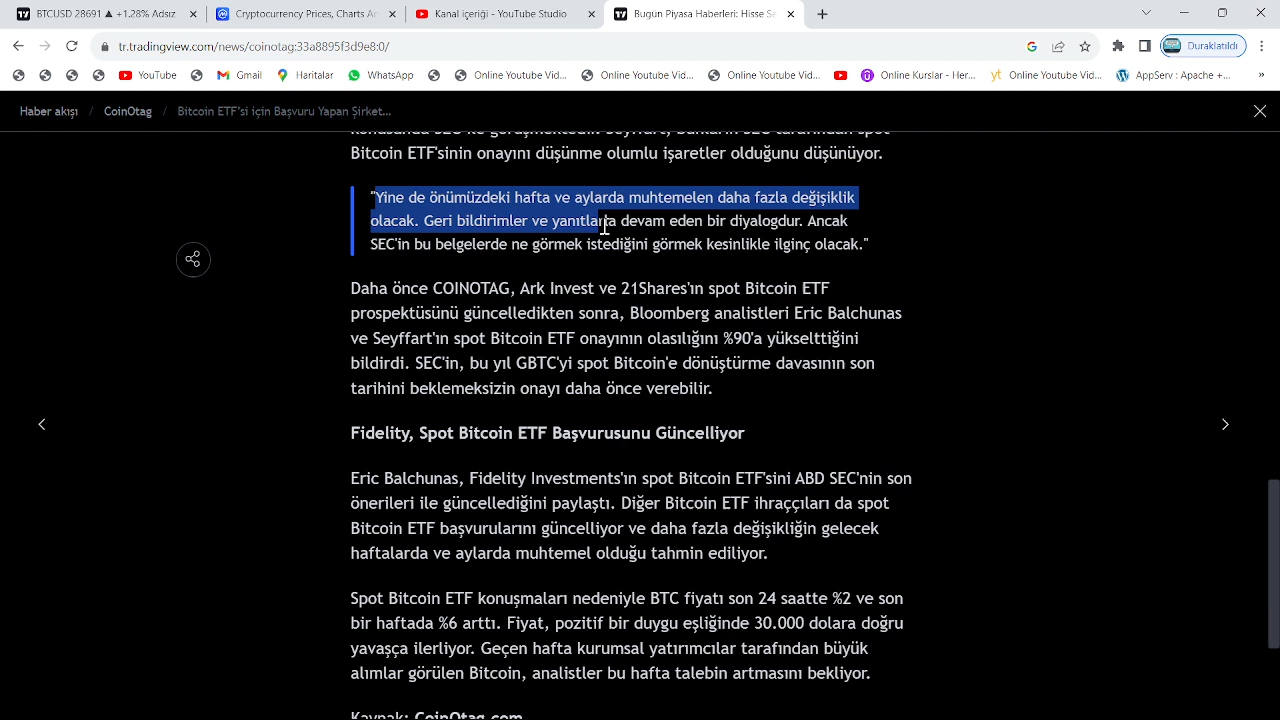 BTCUSD 28691 ▲ +1.28% Adsız
Cryptocurrency Prices, Charts Ar
Kanal içeriği - YouTube Studio
Bugün Piyasa Haberleri: Hisse Se
tr.tradingview.com/news/coinotag:33a8895f3d9e8:0/
Duraklatıldı
YouTube
Gmail
Haritalar
WhatsApp
Online Youtube Vid...
Online Youtube Vid...
Online Youtube Vid...
Online Kurslar - Her...
Online Youtube Vid...
AppServ : Apache +...
»
Haber akışı / CoinOtag / Bitcoin ETF'si için Başvuru Yapan Şirket...
Bitcoin ETF'sinin onayını düşünme olumlu işaretler olduğunu düşünüyor.
"Yine de önümüzdeki hafta ve aylarda muhtemelen daha fazla değişiklik
olacak. Geri bildirimler ve yanıtlarla devam eden bir diyalogdur. Ancak
SEC'in bu belgelerde ne görmek istediğini görmek kesinlikle ilginç olacak."
Daha önce COINOTAG, Ark Invest ve 21Shares'ın spot Bitcoin ETF
prospektüsünü güncelledikten sonra, Bloomberg analistleri Eric Balchunas
ve Seyffart'ın spot Bitcoin ETF onayının olasılığını %90'a yükselttiğini
bildirdi. SEC'in, bu yıl GBTC'yi spot Bitcoin'e dönüştürme davasının son
tarihini beklemeksizin onayı daha önce verebilir.
Fidelity, Spot Bitcoin ETF Başvurusunu Güncelliyor
Eric Balchunas, Fidelity Investments'ın spot Bitcoin ETF'sini ABD SEC'nin son
önerileri ile güncellediğini paylaştı. Diğer Bitcoin ETF ihraççıları da spot
Bitcoin ETF başvurularını güncelliyor ve daha fazla değişikliğin gelecek
haftalarda ve aylarda muhtemel olduğu tahmin ediliyor.
Spot Bitcoin ETF konuşmaları nedeniyle BTC fiyatı son 24 saatte %2 ve son
bir haftada %6 arttı. Fiyat, pozitif bir duygu eşliğinde 30.000 dolara doğru
yavaşça ilerliyor. Geçen hafta kurumsal yatırımcılar tarafından büyük
alımlar görülen Bitcoin, analistler bu hafta talebin artmasını bekliyor.
Kaynak: CoinOtag.com